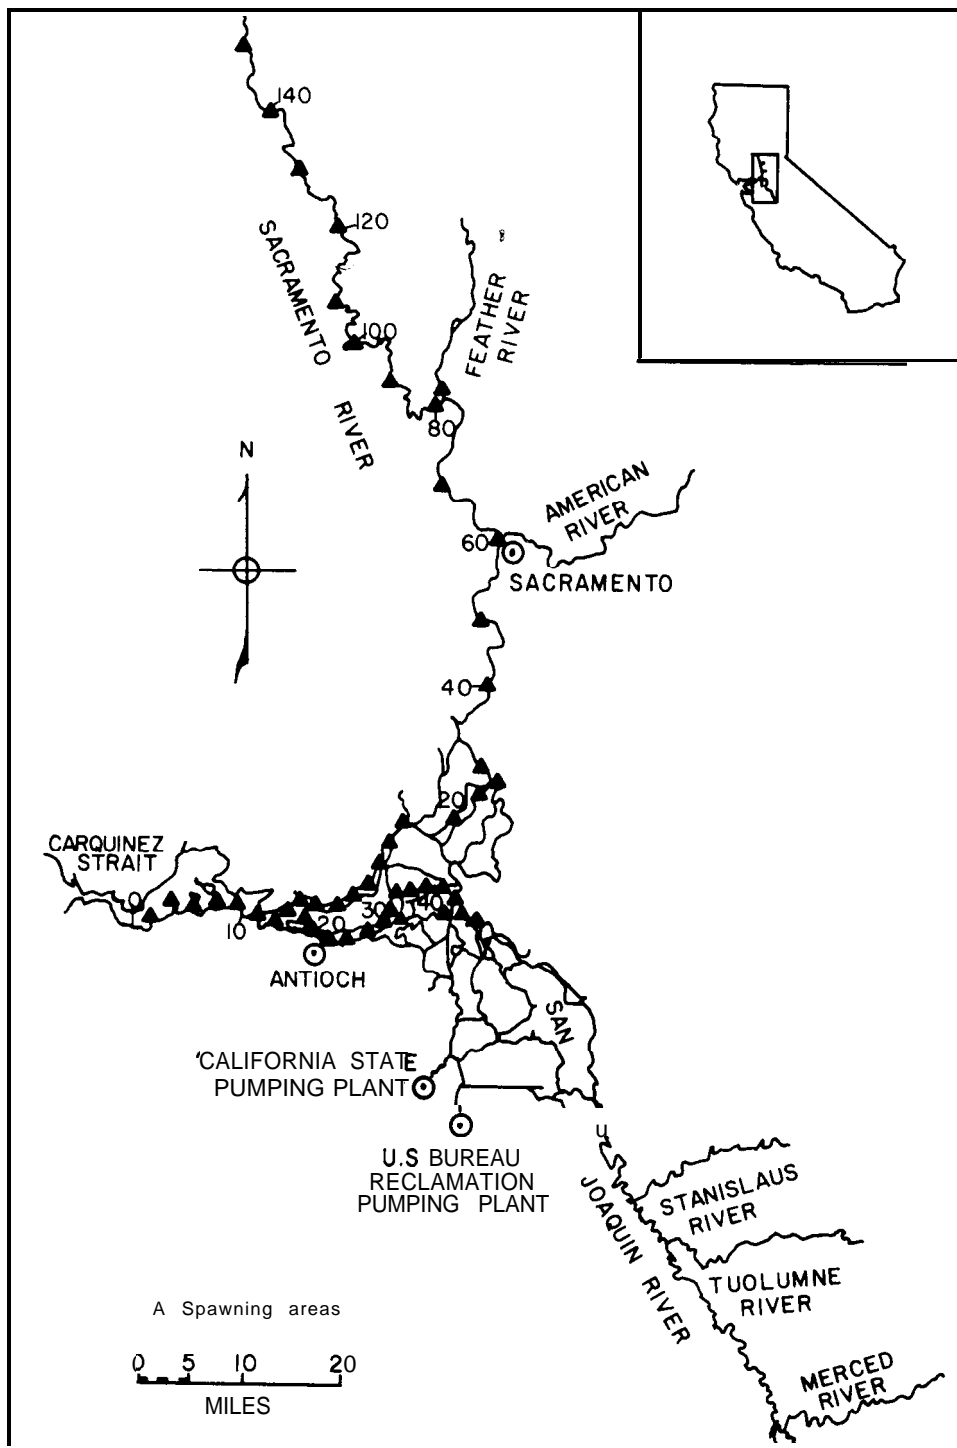 140
120
SACRAMENTO
RIVER
100
FEATHER
RIVER
80
N
AMERICAN
RIVER
60
SACRAMENTO
40
20
CARQUINEZ
STRAIT
0
10
20
30
40
ANTIOCH
SAN
'CALIFORNIA STATE
PUMPING PLANT
U.S BUREAU
RECLAMATION
PUMPING PLANT
JOAQUIN RIVER
STANISLAUS
RIVER
TUOLUMNE
RIVER
MERCED
RIVER
A Spawning areas
0 5 10 20
MILES